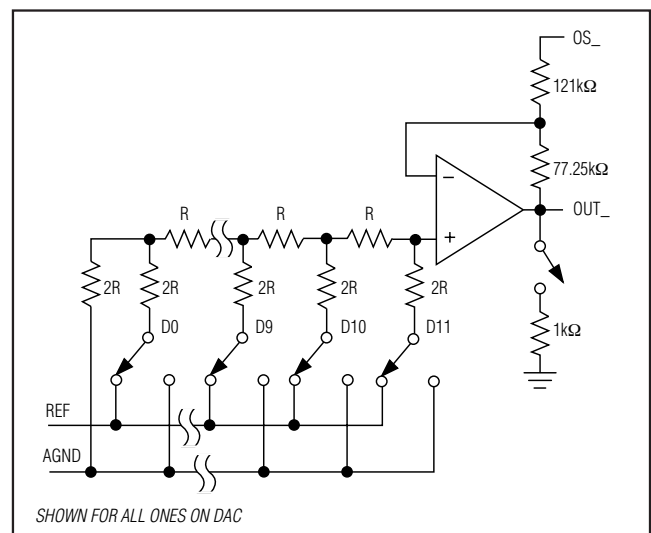 OS_
121kΩ
77.25kΩ
−
R R R
OUT_
+
2R 2R 2R 2R 2R
D0 D9 D10 D11
1kΩ
REF
AGND
SHOWN FOR ALL ONES ON DAC